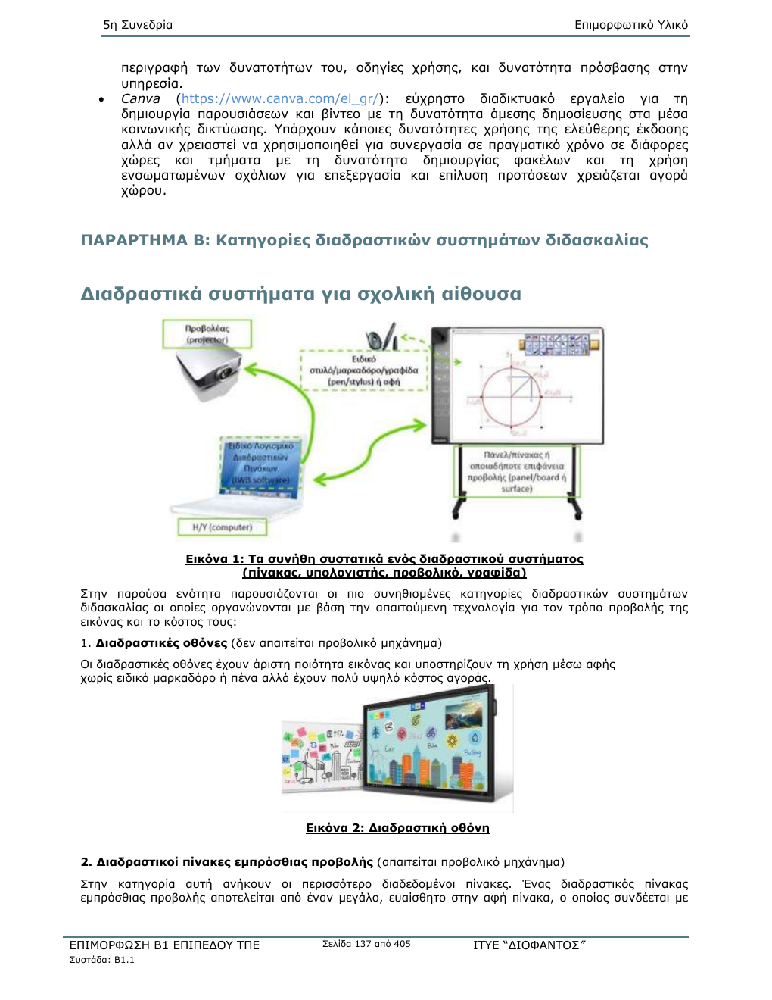 5η Συνεδρία
Επιμορφωτικό Υλικό
περιγραφή των δυνατοτήτων του, οδηγίες χρήσης, και δυνατότητα πρόσβασης στην
υπηρεσία.
• Canva (https://www.canva.com/el_gr/): εύχρηστο διαδικτυακό εργαλείο για τη
δημιουργία παρουσιάσεων και βίντεο με τη δυνατότητα άμεσης δημοσίευσης στα μέσα
κοινωνικής δικτύωσης. Υπάρχουν κάποιες δυνατότητες χρήσης της ελεύθερης έκδοσης
αλλά αν χρειαστεί να χρησιμοποιηθεί για συνεργασία σε πραγματικό χρόνο σε διάφορες
χώρες και τμήματα με τη δυνατότητα δημιουργίας φακέλων και τη χρήση
ενσωματωμένων σχόλιων για επεξεργασία και επίλυση προτάσεων χρειάζεται αγορά
χώρου.
ΠΑΡΑΡΤΗΜΑ Β: Κατηγορίες διαδραστικών συστημάτων διδασκαλίας
Διαδραστικά συστήματα για σχολική αίθουσα
Προβολέας
(projector)
Ειδικό
στυλό/μαρκαδόρο/γραφίδα
(pen/stylus) ή αφή
Ειδικό Λογισμικό
Διαδραστικών
Πινάκων
(IWB software)
Πάνελ/πίνακας ή
οποιαδήποτε επιφάνεια
προβολής (panel/board ή
surface)
Η/Υ (computer)
Εικόνα 1: Τα συνήθη συστατικά ενός διαδραστικού συστήματος
(πίνακας, υπολογιστής, προβολικό, γραφίδα)
Στην παρούσα ενότητα παρουσιάζονται οι πιο συνηθισμένες κατηγορίες διαδραστικών συστημάτων
διδασκαλίας οι οποίες οργανώνονται με βάση την απαιτούμενη τεχνολογία για τον τρόπο προβολής της
εικόνας και το κόστος τους:
1. Διαδραστικές οθόνες (δεν απαιτείται προβολικό μηχάνημα)
Οι διαδραστικές οθόνες έχουν άριστη ποιότητα εικόνας και υποστηρίζουν τη χρήση μέσω αφής
χωρίς ειδικό μαρκαδόρο ή πένα αλλά έχουν πολύ υψηλό κόστος αγοράς.
Car
Bike
Building
Εικόνα 2: Διαδραστική οθόνη
2. Διαδραστικοί πίνακες εμπρόσθιας προβολής (απαιτείται προβολικό μηχάνημα)
Στην κατηγορία αυτή ανήκουν οι περισσότερο διαδεδομένοι πίνακες. Ένας διαδραστικός πίνακας
εμπρόσθιας προβολής αποτελείται από έναν μεγάλο, ευαίσθητο στην αφή πίνακα, ο οποίος συνδέεται με
ΕΠΙΜΟΡΦΩΣΗ Β1 ΕΠΙΠΕΔΟΥ ΤΠΕ
Σελίδα 137 από 405
ΙΤΥΕ “ΔΙΟΦΑΝΤΟΣ”
Συστάδα: Β1.1